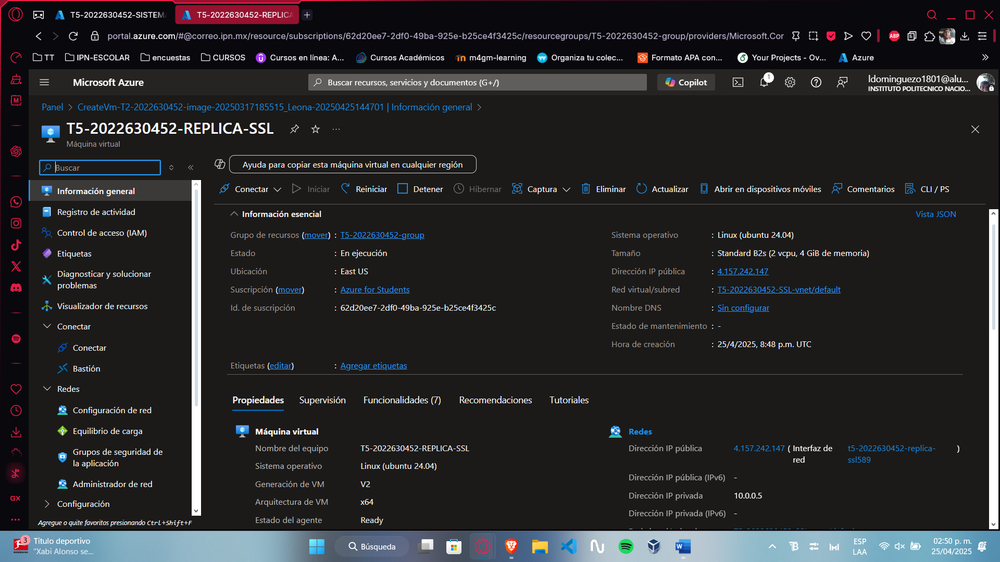 T5-2022630452-SISTEMA
T5-2022630452-REPLICA
portal.azure.com/#@correo.ipn.mx/resource/subscriptions/62d20ee7-2df0-49ba-925e-b25ce4f3425c/resourcegroups/T5-2022630452-group/providers/Microsoft.Cor
ABP
TT
IPN-ESCOLAR
encuestas
CURSOS
Cursos en línea: A...
Cursos Académicos
m4gm-learning
Organiza tu colec...
Formato APA con...
Your Projects - Ov...
Azure
Microsoft Azure
Buscar recursos, servicios y documentos (G+/)
Copilot
1
ldominguezo1801@alu...
INSTITUTO POLITECNICO NACIO...
Panel > CreateVm-T2-2022630452-image-20250317185515_Leona-20250425144701 | Información general >
T5-2022630452-REPLICA-SSL
Máquina virtual
Buscar
Ayuda para copiar esta máquina virtual en cualquier región
Conectar
Iniciar
Reiniciar
Detener
Hibernar
Captura
Eliminar
Actualizar
Abrir en dispositivos móviles
Comentarios
CLI / PS
Información general
Registro de actividad
Control de acceso (IAM)
Etiquetas
Diagnosticar y solucionar
problemas
Visualizador de recursos
Conectar
Conectar
Bastión
Redes
Configuración de red
Equilibrio de carga
Grupos de seguridad de
la aplicación
Administrador de red
Configuración
Agregue o quite favoritos presionando Ctrl+Shift+F
Información esencial
Vista JSON
Grupo de recursos (mover) : T5-2022630452-group
Estado : En ejecución
Ubicación : East US
Suscripción (mover) : Azure for Students
Id. de suscripción : 62d20ee7-2df0-49ba-925e-b25ce4f3425c
Sistema operativo : Linux (ubuntu 24.04)
Tamaño : Standard B2s (2 vcpu, 4 GiB de memoria)
Dirección IP pública : 4.157.242.147
Red virtual/subred : T5-2022630452-SSL-vnet/default
Nombre DNS : Sin configurar
Estado de mantenimiento : -
Hora de creación : 25/4/2025, 8:48 p.m. UTC
Etiquetas (editar) : Agregar etiquetas
Propiedades
Supervisión
Funcionalidades (7)
Recomendaciones
Tutoriales
Máquina virtual
Nombre del equipo T5-2022630452-REPLICA-SSL
Sistema operativo Linux (ubuntu 24.04)
Generación de VM V2
Arquitectura de VM x64
Estado del agente Ready
Redes
Dirección IP pública 4.157.242.147 ( Interfaz de t5-2022630452-replica- )
red ssl589
Dirección IP pública (IPv6) -
Dirección IP privada 10.0.0.5
Dirección IP privada (IPv6) -
GX
3
Título deportivo
"Xabi Alonso se...
Búsqueda
ESP
LAA
02:50 p. m.
25/04/2025